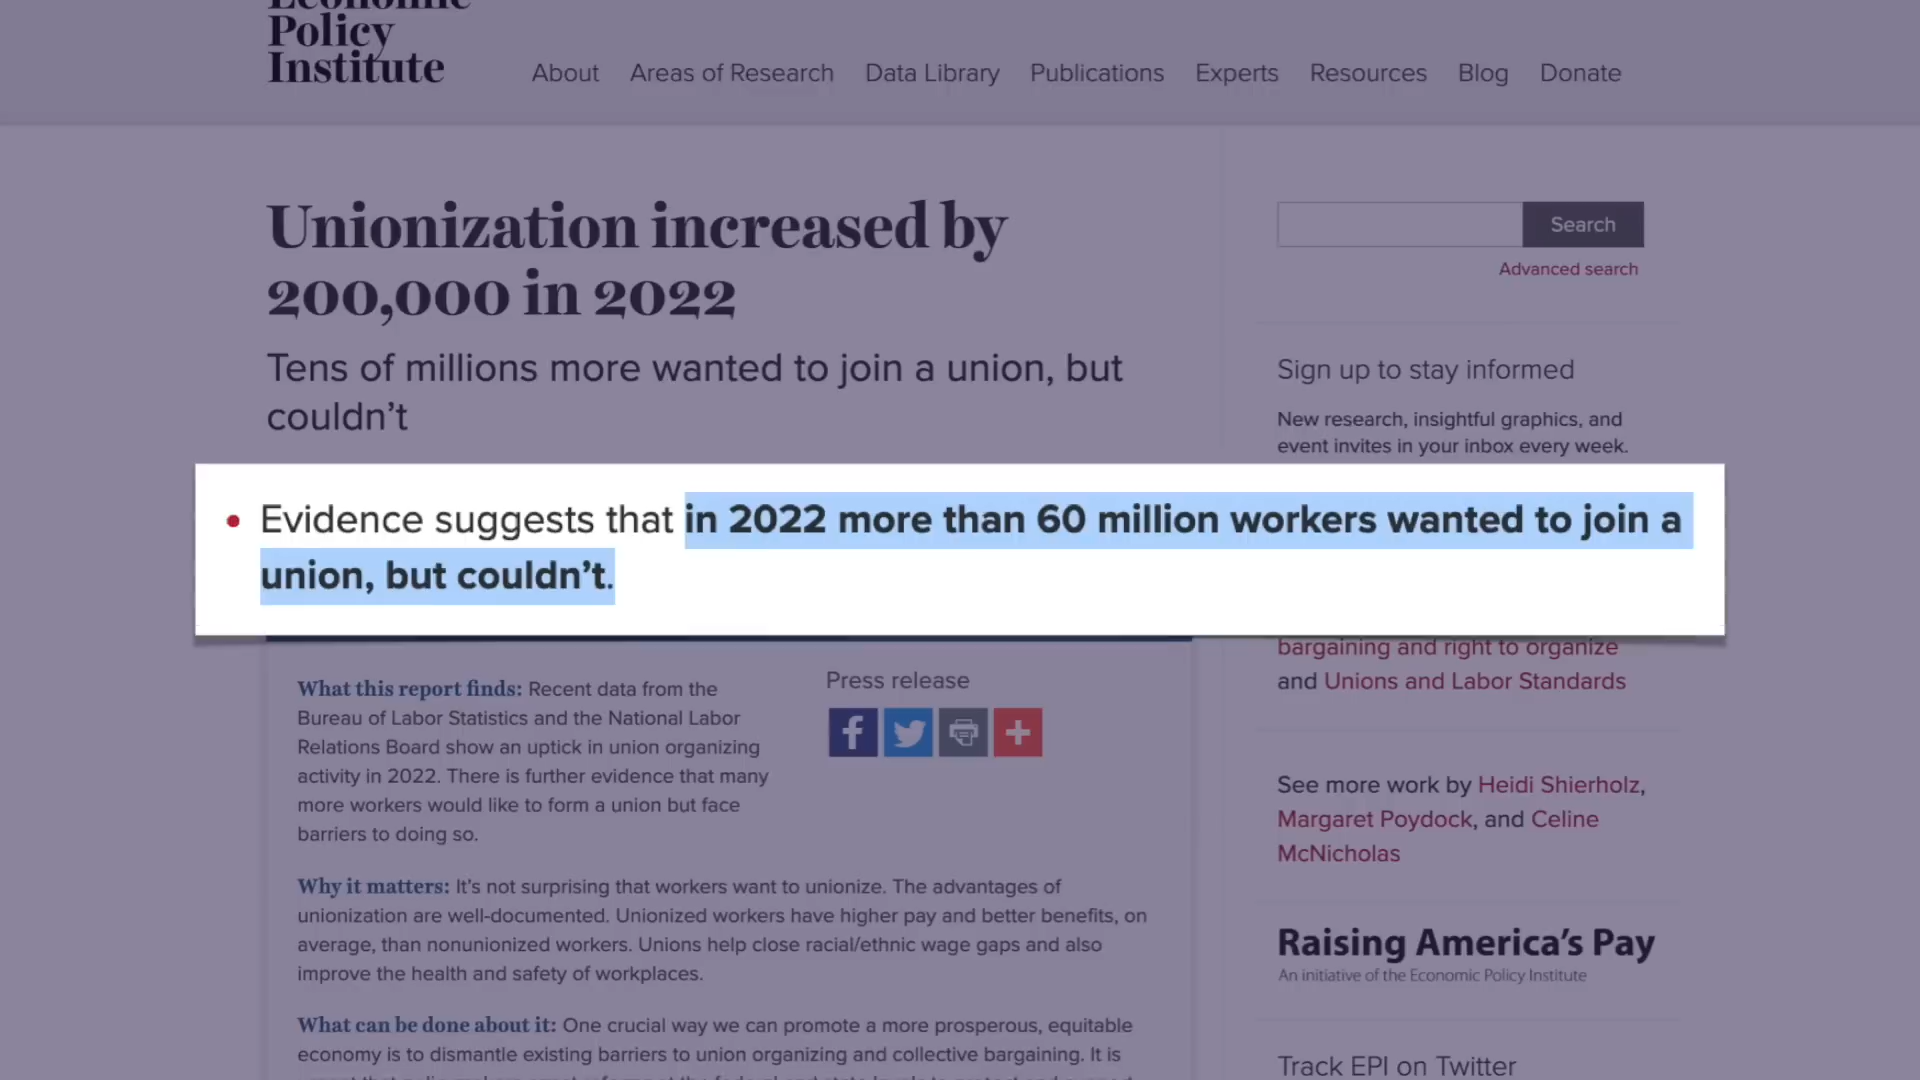 Economic
Policy
Institute
About
Areas of Research
Data Library
Publications
Experts
Resources
Blog
Donate
Unionization increased by
200,000 in 2022
Tens of millions more wanted to join a union, but
couldn’t
Search
Advanced search
Sign up to stay informed
New research, insightful graphics, and
event invites in your inbox every week.
• Evidence suggests that in 2022 more than 60 million workers wanted to join a
union, but couldn’t.
bargaining and right to organize
and Unions and Labor Standards
What this report finds: Recent data from the
Bureau of Labor Statistics and the National Labor
Relations Board show an uptick in union organizing
activity in 2022. There is further evidence that many
more workers would like to form a union but face
barriers to doing so.
Press release
Why it matters: It’s not surprising that workers want to unionize. The advantages of
unionization are well-documented. Unionized workers have higher pay and better benefits, on
average, than nonunionized workers. Unions help close racial/ethnic wage gaps and also
improve the health and safety of workplaces.
What can be done about it: One crucial way we can promote a more prosperous, equitable
economy is to dismantle existing barriers to union organizing and collective bargaining. It is
See more work by Heidi Shierholz,
Margaret Poydock, and Celine
McNicholas
Raising America’s Pay
An initiative of the Economic Policy Institute
Track EPI on Twitter